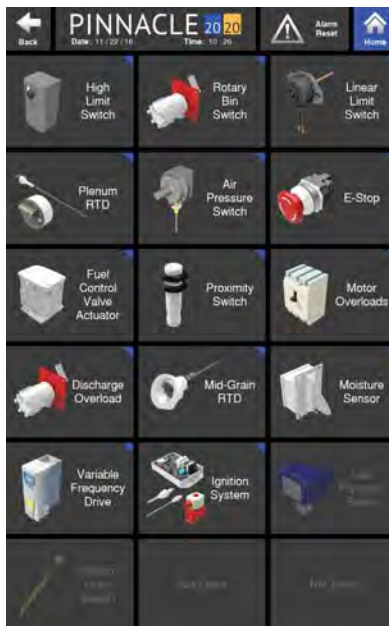 Back
PINNACLE 20 20
Date: 11 / 22 / 16
Time: 10 : 26
Alarm
Reset
Home
High
Limit
Switch
Rotary
Bin
Switch
Linear
Limit
Switch
Plenum
RTD
Air
Pressure
Switch
E-Stop
Fuel
Control
Valve
Actuator
Proximity
Switch
Motor
Overloads
Discharge
Overload
Mid-Grain
RTD
Moisture
Sensor
Variable
Frequency
Drive
Ignition
System